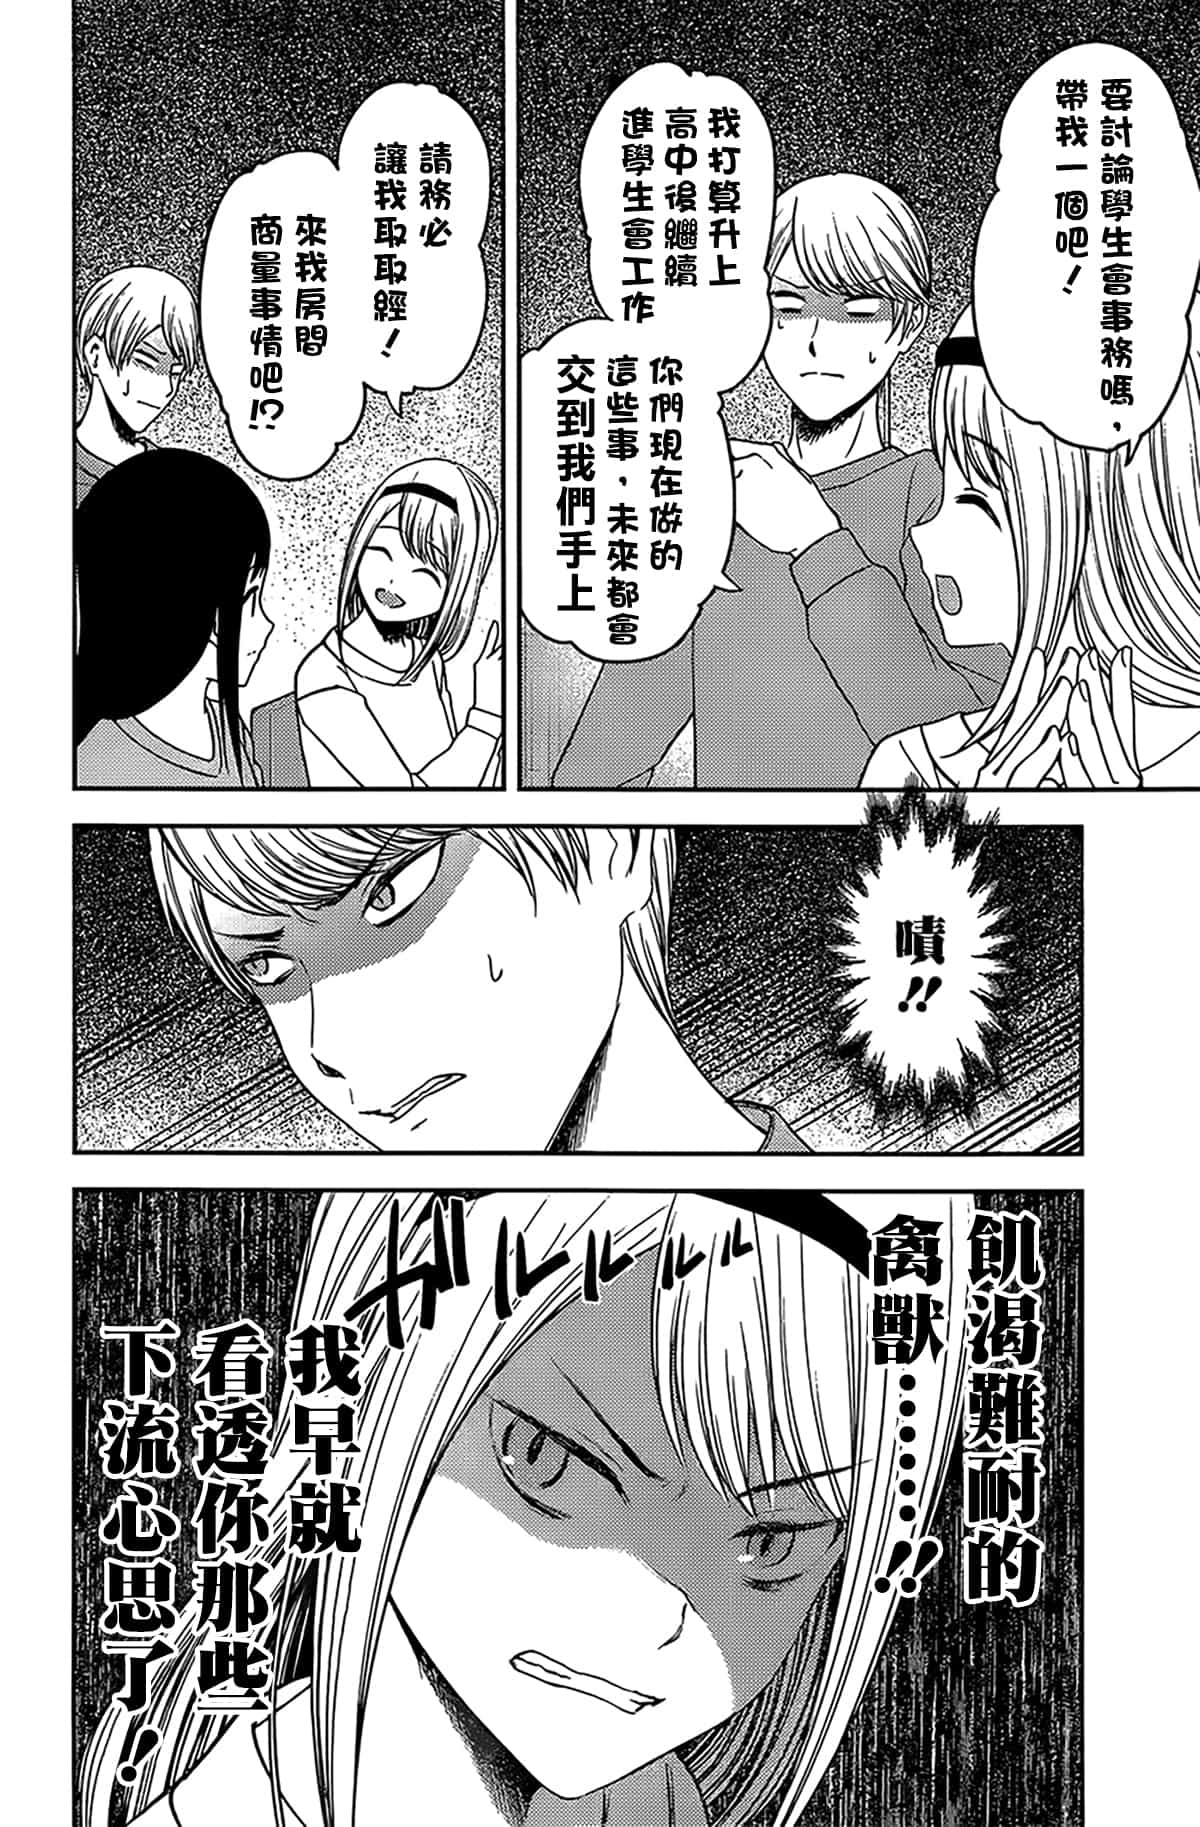 要討論學生會事務嗎，
帶我一個吧！
我打算升上
高中後繼續
進學生會工作
你們現在做的
這些事，未來都會
交到我們手上
請務必
讓我取取經！
來我房間
商量事情吧!?
嘖!!
飢渴難耐的
禽獸………!!
ガルルルル
我早就
看透你那些
下流心思了!!